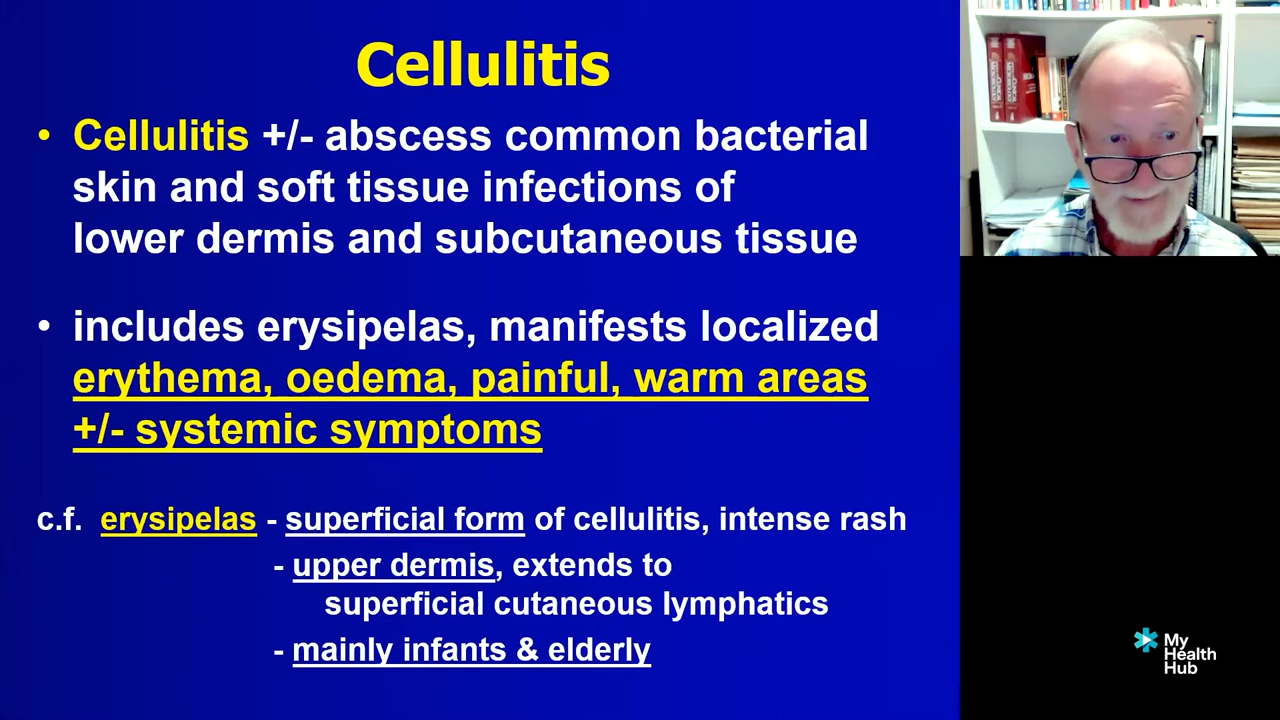 Cellulitis
• Cellulitis +/- abscess common bacterial
skin and soft tissue infections of
lower dermis and subcutaneous tissue
• includes erysipelas, manifests localized
erythema, oedema, painful, warm areas
+/- systemic symptoms
c.f. erysipelas - superficial form of cellulitis, intense rash
- upper dermis, extends to
superficial cutaneous lymphatics
- mainly infants & elderly
My
Health
Hub